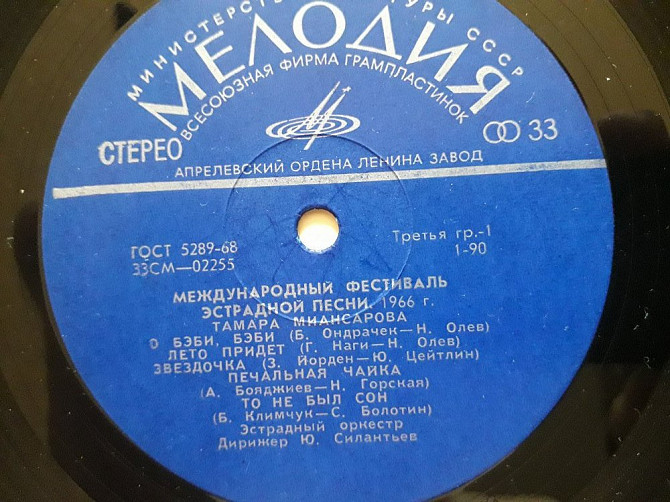 МИНИСТЕРСТ УРЫ СССР
МЕЛОДИЯ
ВСЕСОЮЗНАЯ ФИРМА ГРАМПЛАСТИНОК
СТЕРЕО 33
АПРЕЛЕВСКИЙ ОРДЕНА ЛЕНИНА ЗАВОД
ГОСТ 5289-68 Третья гр.-1
33СМ—02255 1-90
МЕЖДУНАРОДНЫЙ ФЕСТИВАЛЬ
ЭСТРАДНОЙ ПЕСНИ. 1966 г.
ТАМАРА МИАНСАРОВА
О БЭБИ, БЭБИ (Б. Ондрачек—Н. Олев)
ЛЕТО ПРИДЕТ (Г. Наги—Н. Олев)
ЗВЕЗДОЧКА (З. Йорден—Ю. Цейтлин)
ПЕЧАЛЬНАЯ ЧАЙКА
(А. Бояджиев—Н. Горская)
ТО НЕ БЫЛ СОН
(Б. Климчук—С. Болотин)
Эстрадный оркестр
Дирижер Ю. Силантьев